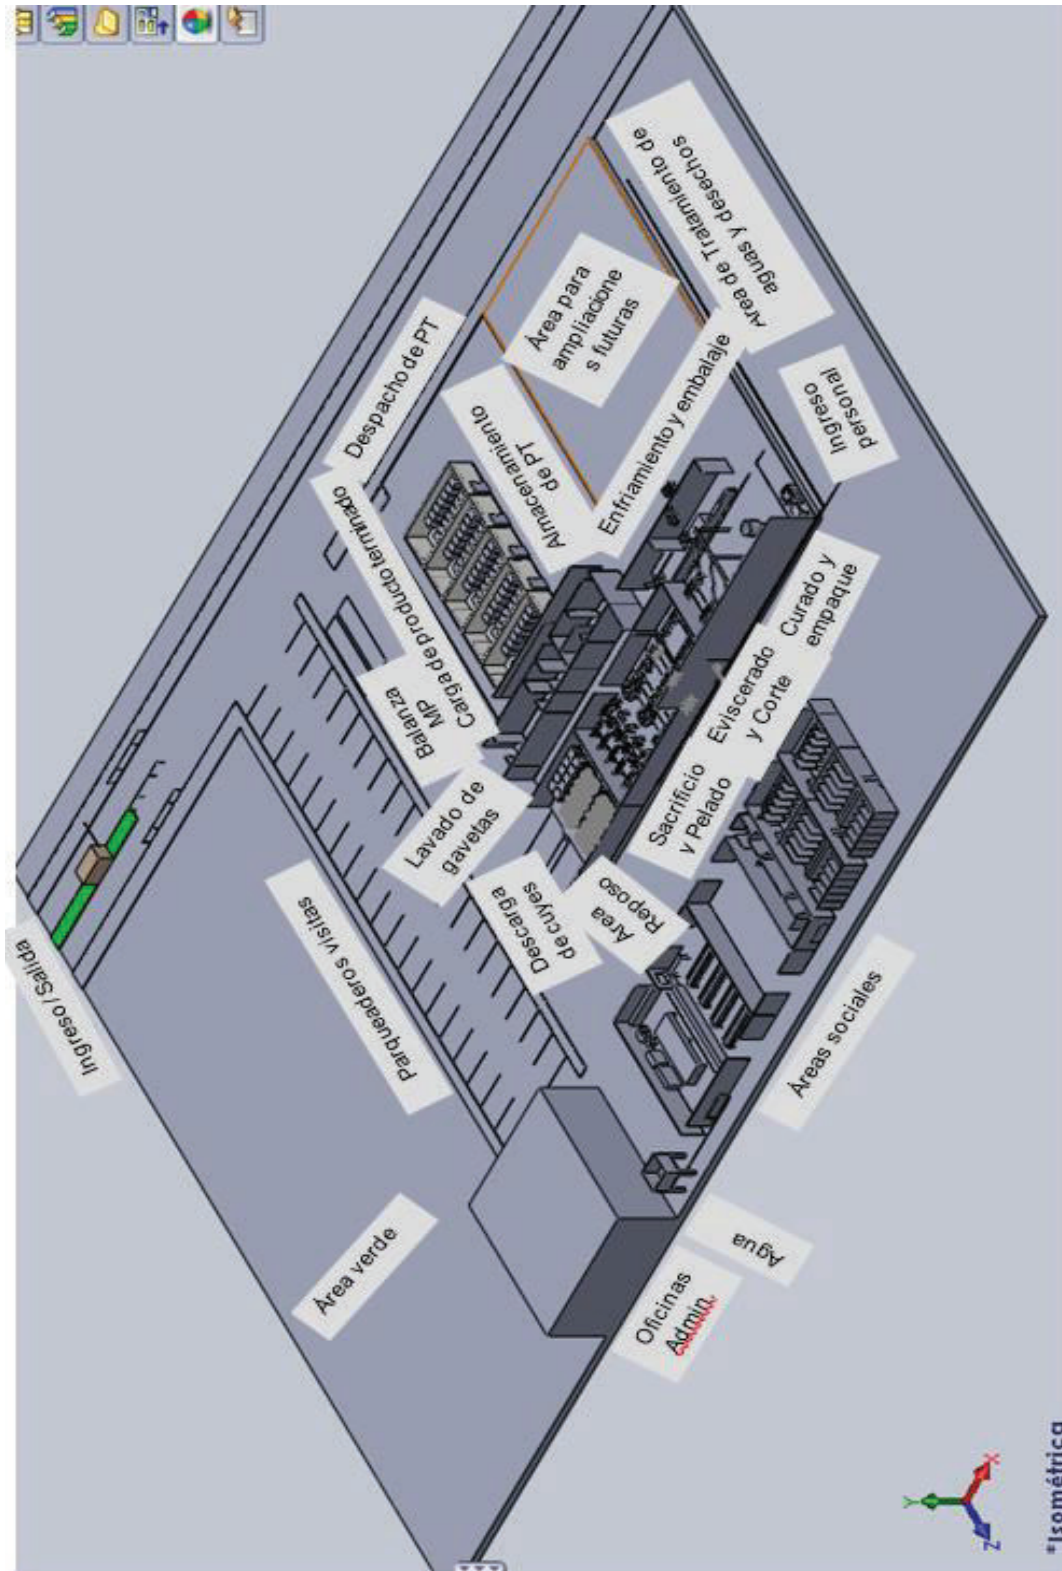 Ingreso / Salida
Área verde
Parqueaderos visitas
Oficinas
Admin.
Agua
Descarga
de cuyes
Área
Reposo
Lavado de
gavetas
Balanza
MP
Carga de producto terminado
Despacho de PT
Almacenamiento
de PT
Área para
ampliacione
s futuras
Enfriamiento y embalaje
Área de Tratamiento de
aguas y desechos
Ingreso
personal
Curado y
empaque
Eviscerado
y Corte
Sacrificio
y Pelado
Áreas sociales
Y
X
Z
*Isométrica